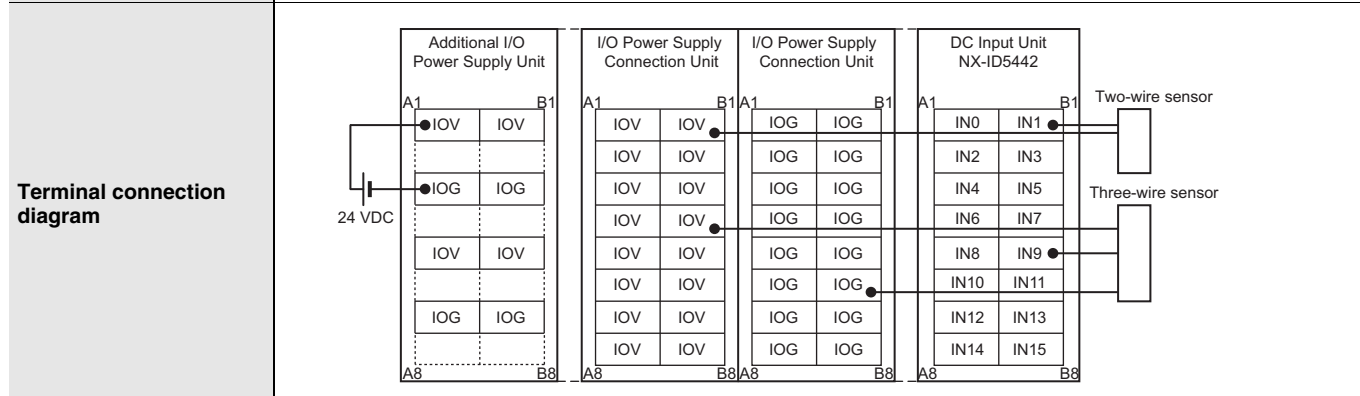 Terminal connection
diagram
Additional I/O
Power Supply Unit
I/O Power Supply
Connection Unit
I/O Power Supply
Connection Unit
DC Input Unit
NX-ID5442
Two-wire sensor
Three-wire sensor
24 VDC
A1 B1
IOV IOV
IOG IOG
IOV IOV
IOG IOG
A8 B8
A1 B1
IOV IOV
IOV IOV
IOV IOV
IOV IOV
IOV IOV
IOV IOV
IOV IOV
IOV IOV
A8 B8
A1 B1
IOG IOG
IOG IOG
IOG IOG
IOG IOG
IOG IOG
IOG IOG
IOG IOG
IOG IOG
A8 B8
A1 B1
IN0 IN1
IN2 IN3
IN4 IN5
IN6 IN7
IN8 IN9
IN10 IN11
IN12 IN13
IN14 IN15
A8 B8